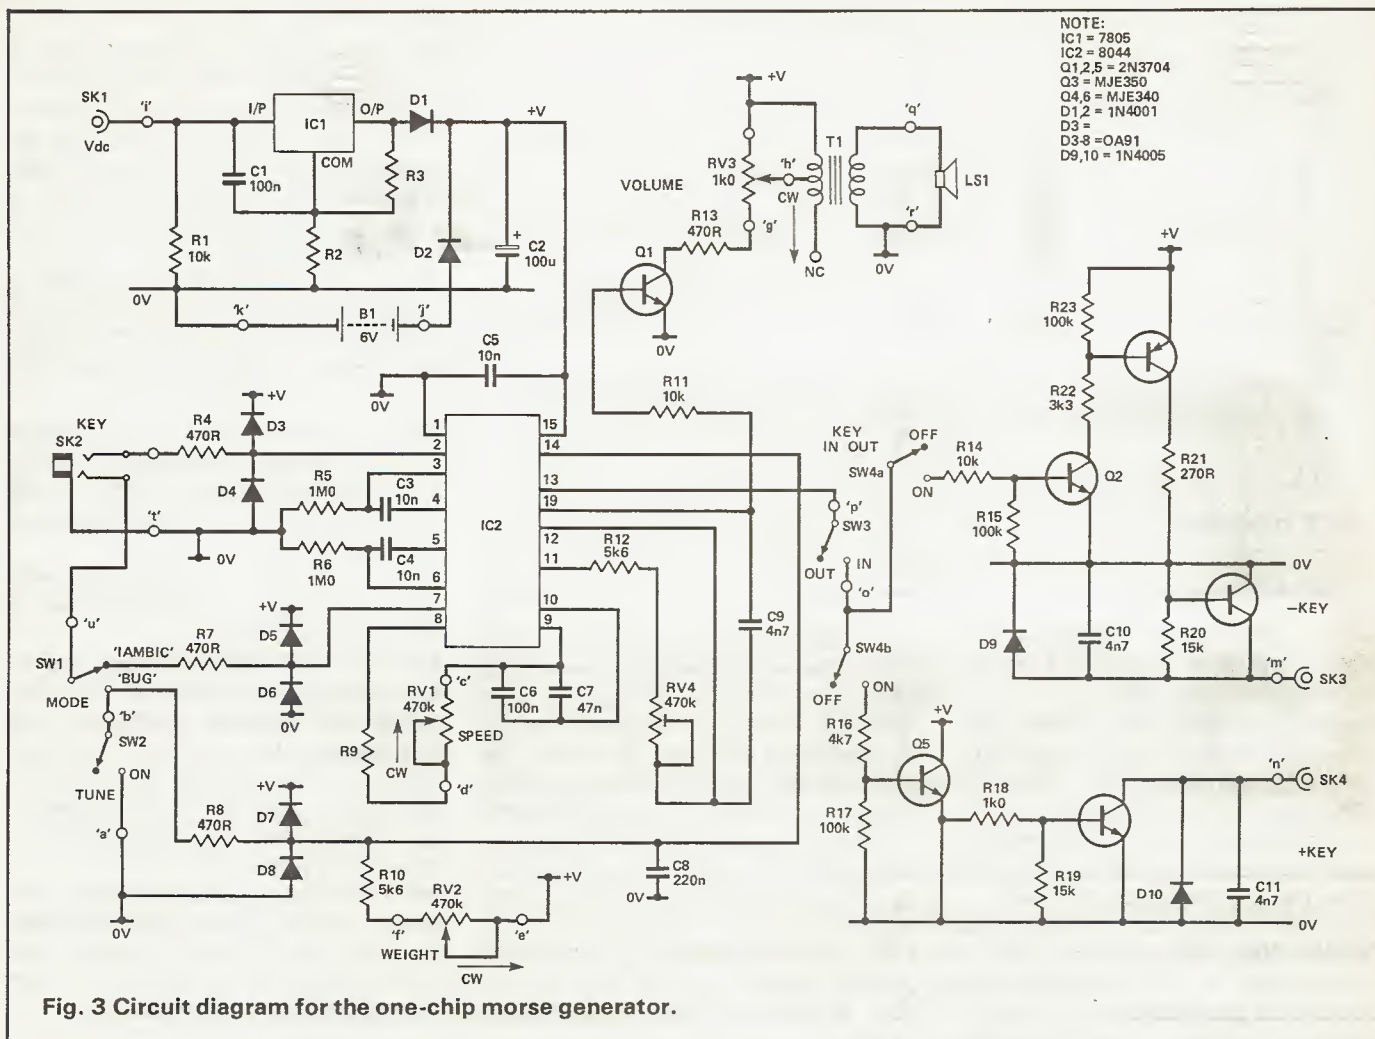 NOTE:
IC1 = 7805
IC2 = 8044
Q1,2,5 = 2N3704
Q3 = MJE350
Q4,6 = MJE340
D1,2 = 1N4001
D3 =
D3-8 =OA91
D9,10 = 1N4005
SK1
Vdc
'i'
I/P
IC1
O/P
COM
D1
+V
C1
100n
R3
R1
10k
R2
D2
+
C2
100u
0V
'k'
B1
6V
'j'
+V
VOLUME
RV3
1k0
'h'
CW
T1
'q'
LS1
'r'
0V
NC
R13
470R
'g'
Q1
0V
C5
10n
0V
R11
10k
KEY
SK2
R4
470R
+V
D3
D4
R5
1M0
C3
10n
't'
0V
R6
1M0
C4
10n
1
2
3
4
5
6
7
8
IC2
15
14
13
19
12
11
10
9
'u'
SW1
'IAMBIC'
'BUG'
MODE
R7
470R
+V
D5
D6
0V
'b'
SW2
ON
TUNE
'a'
0V
R8
470R
+V
D7
D8
R9
'c'
RV1
470k
SPEED
CW
'd'
C6
100n
C7
47n
R12
5k6
RV4
470k
C9
4n7
R10
5k6
RV2
470k
'f'
'e'
+V
WEIGHT
CW
C8
220n
0V
KEY
IN OUT
OFF
SW4a
ON
'p'
SW3
OUT
IN
'o'
SW4b
OFF
ON
R14
10k
R15
100k
Q2
+V
R23
100k
R22
3k3
R21
270R
0V
–KEY
D9
C10
4n7
R20
15k
'm'
SK3
R16
4k7
R17
100k
Q5
+V
R18
1k0
R19
15k
D10
C11
4n7
'n'
SK4
+KEY
0V
Fig. 3 Circuit diagram for the one-chip morse generator.